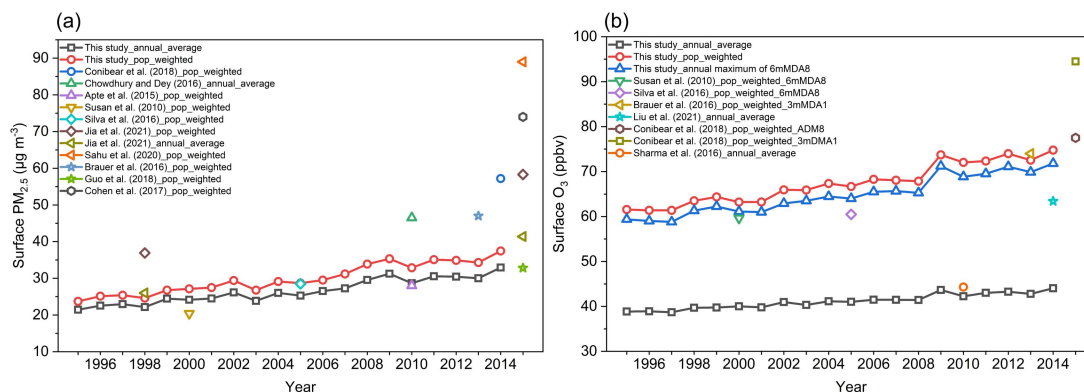 (a)
This study_annual_average
This study_pop_weighted
Conibear et al. (2018)_pop_weighted
Chowdhury and Dey (2016)_annual_average
Apte et al. (2015)_pop_weighted
Susan et al. (2010)_pop_weighted
Silva et al. (2016)_pop_weighted
Jia et al. (2021)_pop_weighted
Jia et al. (2021)_annual_average
Sahu et al. (2020)_pop_weighted
Brauer et al. (2016)_pop_weighted
Guo et al. (2018)_pop_weighted
Cohen et al. (2017)_pop_weighted
Surface PM2.5 (µg m-3)
90
80
70
60
50
40
30
20
10
1996 1998 2000 2002 2004 2006 2008 2010 2012 2014
Year
(b)
This study_annual_average
This study_pop_weighted
This study_annual maximum of 6mMDA8
Susan et al. (2010)_pop_weighted_6mMDA8
Silva et al. (2016)_pop_weighted_6mMDA8
Brauer et al. (2016)_pop_weighted_3mMDA1
Liu et al. (2021)_annual_average
Conibear et al. (2018)_pop_weighted_ADM8
Conibear et al. (2018)_pop_weighted_3mDMA1
Sharma et al. (2016)_annual_average
Surface O3 (ppbv)
100
90
80
70
60
50
40
30
1996 1998 2000 2002 2004 2006 2008 2010 2012 2014
Year